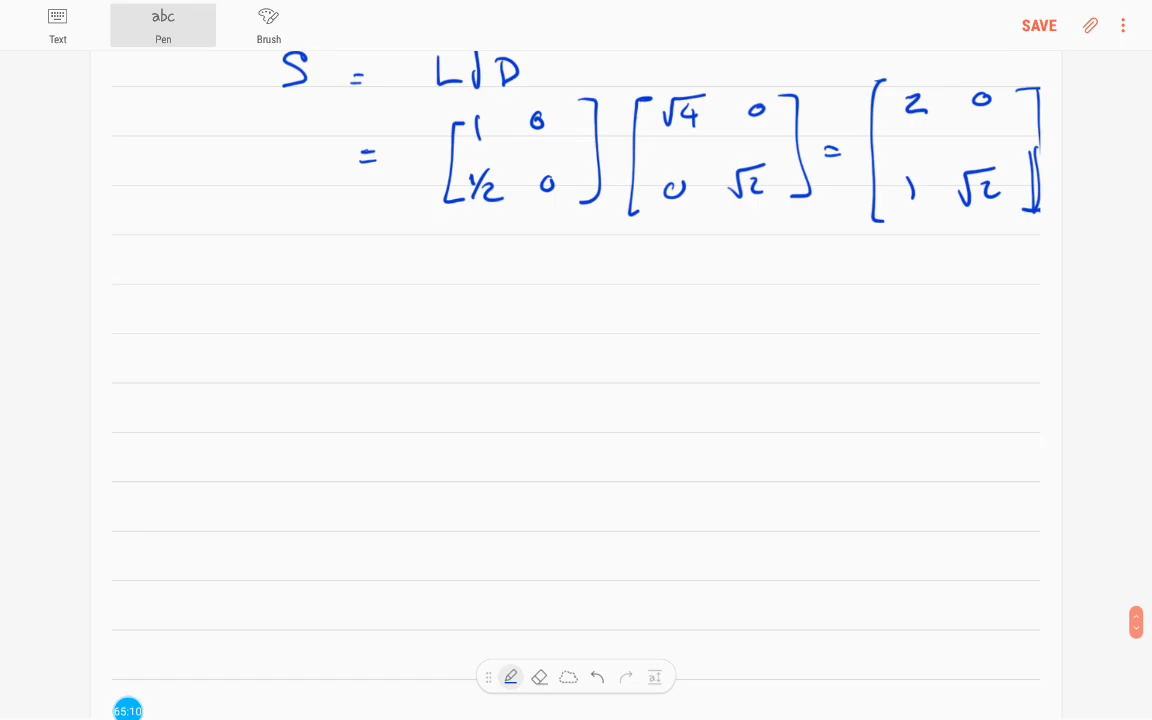 abc
Text Pen Brush SAVE
S = L√D
= [1 0; 1/2 0] [√4 0; 0 √2] = [2 0; 1 √2]
65:10